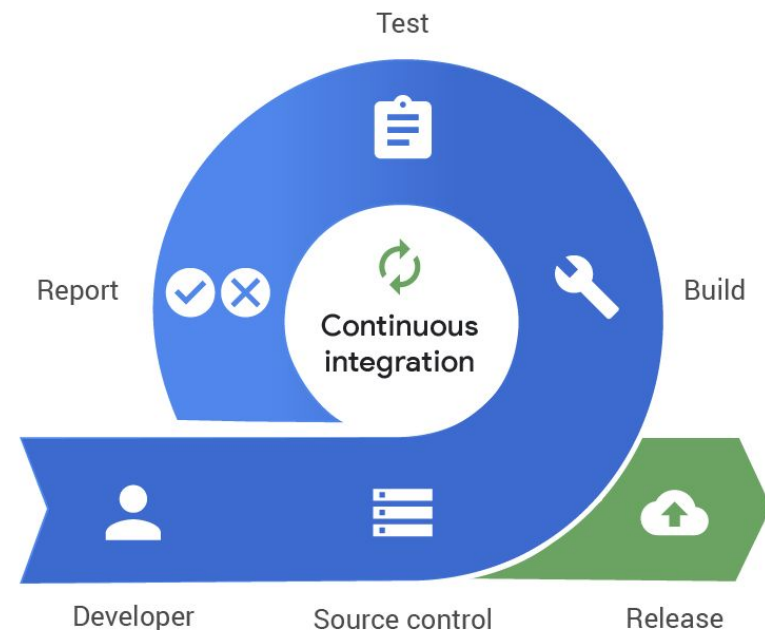 Test
Report
Continuous
integration
Build
Developer
Source control
Release